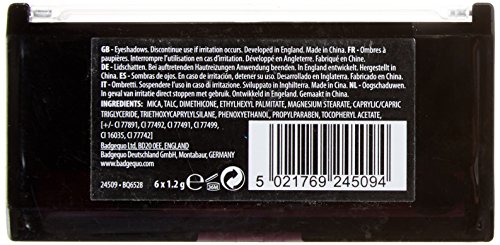 GB - Eyeshadows. Discontinue use if irritation occurs. Developed in England. Made in China. FR - Ombres à
paupières. Interrompre l'utilisation en cas d'irritation. Développé en Angleterre. Fabriqué en Chine.
DE - Lidschatten. Bei auftretenden Hautreizungen Anwendung beenden. In England entwickelt. Hergestellt in
China. ES - Sombras de ojos. En caso de irritación, detener su uso. Desarrollado en Inglaterra. Fabricado en China.
IT - Ombretti. Sospendere l'uso in caso di irritazione. Sviluppato in Inghilterra. Made in Cina. NL - Oogschaduwen.
In geval van irritatie direct stoppen met gebruik. Ontwikkeld in Engeland. Gemaakt in China.
INGREDIENTS: MICA, TALC, DIMETHICONE, ETHYLHEXYL PALMITATE, MAGNESIUM STEARATE, CAPRYLIC/CAPRIC
TRIGLYCERIDE, TRIETHOXYCAPRYLYLSILANE, PHENOXYETHANOL, PROPYLPARABEN, TOCOPHERYL ACETATE,
[+/- CI 77891, CI 77492, CI 77491, CI 77499,
CI 16035, CI 77742]
Badgequo Ltd, BD20 0EE, ENGLAND
Badgequo Deutschland GmbH, Montabaur, GERMANY
www.badgequo.com
24509 - BQ652B 6 x 1.2g e 36M
5 021769 245094